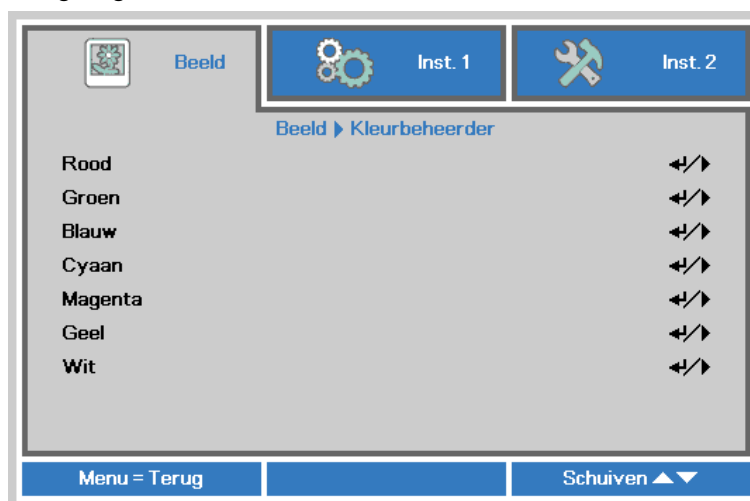 Beeld Inst. 1 Inst. 2
Beeld Kleurbeheerder
Rood
Groen
Blauw
Cyaan
Magenta
Geel
Wit
Menu = Terug Schuiven